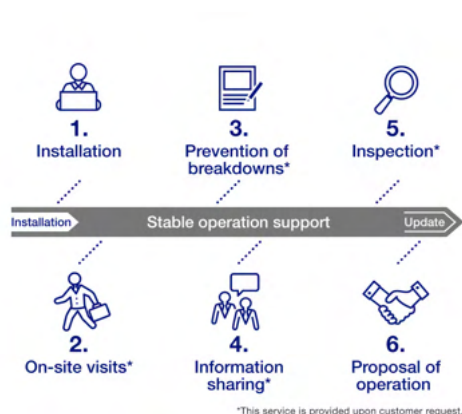 1.
Installation
3.
Prevention of
breakdowns*
5.
Inspection*
Installation
Stable operation support
Update
2.
On-site visits*
4.
Information
sharing*
6.
Proposal of
operation
*This service is provided upon customer request.